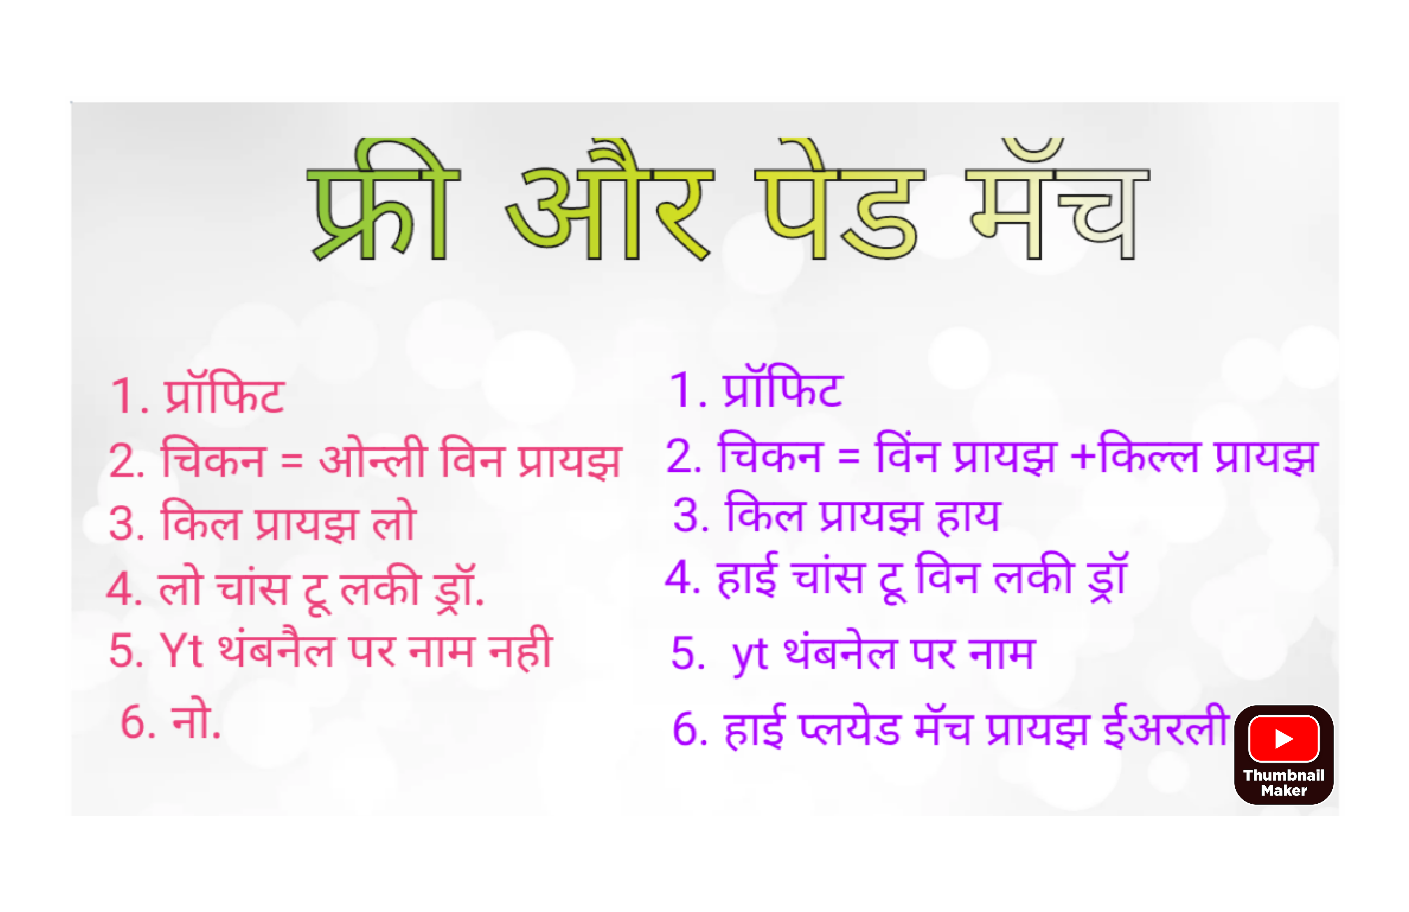 फ्री और पेड मॅच
1. प्रॉफिट
2. चिकन = ओन्ली विन प्रायझ
3. किल प्रायझ लो
4. लो चांस टू लकी ड्रॉ.
5. Yt थंबनैल पर नाम नही
6. नो.
1. प्रॉफिट
2. चिकन = विंन प्रायझ +किल्ल प्रायझ
3. किल प्रायझ हाय
4. हाई चांस टू विन लकी ड्रॉ
5. yt थंबनेल पर नाम
6. हाई प्लयेड मॅच प्रायझ ईअरली
Thumbnail
Maker